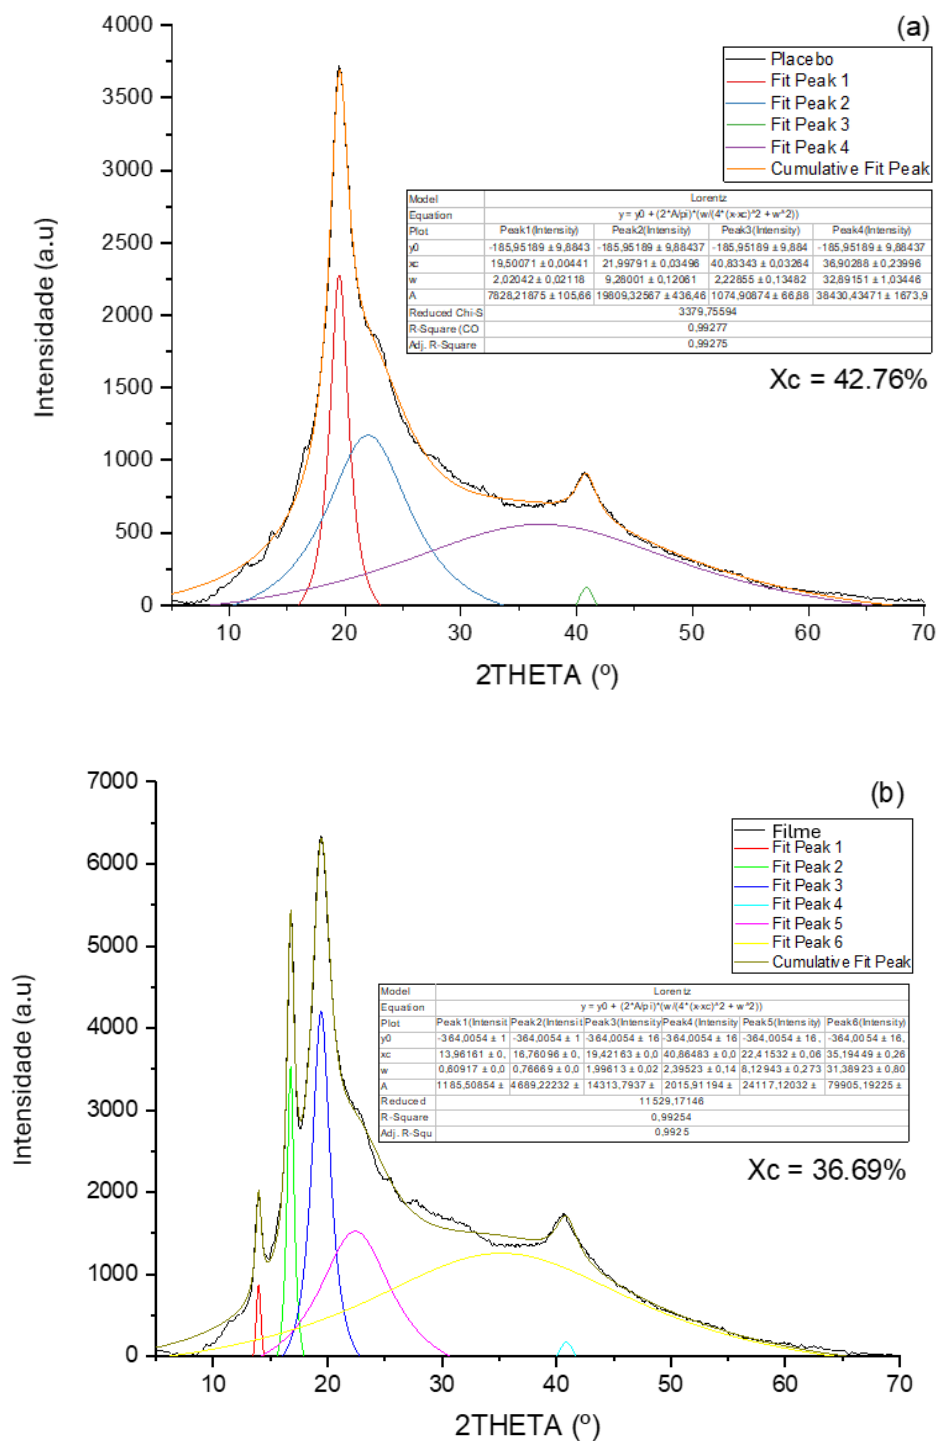 (a)
4000
3500
3000
2500
2000
1500
1000
500
0
Intensidade (a.u)
Placebo
Fit Peak 1
Fit Peak 2
Fit Peak 3
Fit Peak 4
Cumulative Fit Peak
Model Lorentz
Equation y = y0 + (2*A/pi)*(w/(4*(x-xc)^2 + w^2))
Plot Peak1(Intensity) Peak2(Intensity) Peak3(Intensity) Peak4(Intensity)
y0 -185,95189 ± 9,8843 -185,95189 ± 9,88437 -185,95189 ± 9,884 -185,95189 ± 9,88437
xc 19,50071 ± 0,00441 21,99791 ± 0,03496 40,83343 ± 0,03264 36,90288 ± 0,23996
w 2,02042 ± 0,02118 9,28001 ± 0,12061 2,22855 ± 0,13482 32,89151 ± 1,03446
A 7828,21875 ± 105,66 19809,32567 ± 436,46 1074,90874 ± 66,88 38430,43471 ± 1673,9
Reduced Chi-S 3379,75594
R-Square (CO 0,99277
Adj. R-Square 0,99275
Xc = 42.76%
10 20 30 40 50 60 70
2THETA (º)
(b)
7000
6000
5000
4000
3000
2000
1000
0
Intensidade (a.u)
Filme
Fit Peak 1
Fit Peak 2
Fit Peak 3
Fit Peak 4
Fit Peak 5
Fit Peak 6
Cumulative Fit Peak
Model Lorentz
Equation y = y0 + (2*A/pi)*(w/(4*(x-xc)^2 + w^2))
Plot Peak1(Intensit Peak2(Intensit Peak3(Intensity Peak4(Intensity Peak5(Intensity) Peak6(Intensity)
y0 -364,0054 ± 1 -364,0054 ± 1 -364,0054 ± 16 -364,0054 ± 16 -364,0054 ± 16, -364,0054 ± 16,
xc 13,96161 ± 0, 16,76096 ± 0, 19,42163 ± 0,0 40,86483 ± 0,0 22,41532 ± 0,06 35,19449 ± 0,26
w 0,60917 ± 0,0 0,76669 ± 0,0 1,99613 ± 0,02 2,39523 ± 0,14 8,12943 ± 0,273 31,38923 ± 0,80
A 1185,50854 ± 4689,22232 ± 14313,7937 ± 2015,91194 ± 24117,12032 ± 79905,19225 ±
Reduced 11529,17146
R-Square 0,99254
Adj. R-Squ 0,9925
Xc = 36.69%
10 20 30 40 50 60 70
2THETA (º)